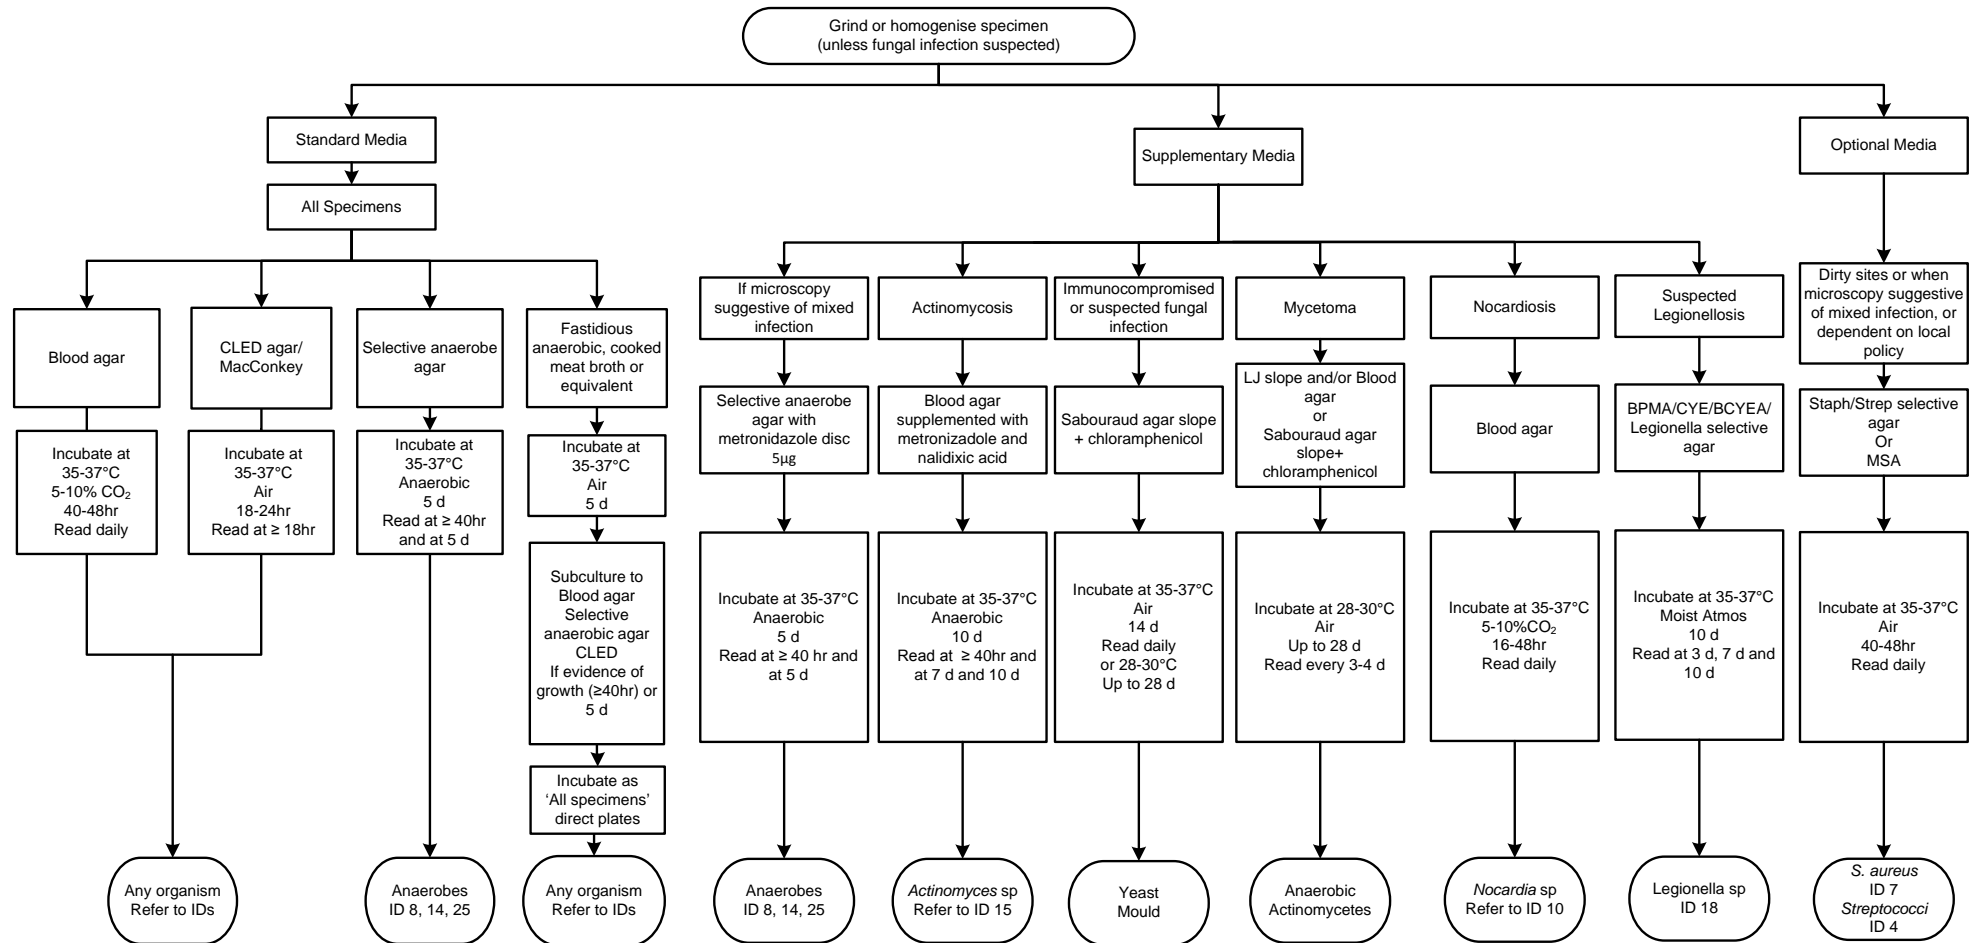 Grind or homogenise specimen
(unless fungal infection suspected)
Standard Media
Supplementary Media
Optional Media
All Specimens
Blood agar
CLED agar/
MacConkey
Selective anaerobe
agar
Fastidious
anaerobic, cooked
meat broth or
equivalent
If microscopy
suggestive of mixed
infection
Actinomycosis
Immunocompromised
or suspected fungal
infection
Mycetoma
Nocardiosis
Suspected
Legionellosis
Dirty sites or when
microscopy suggestive
of mixed infection, or
dependent on local
policy
Selective anaerobe
agar with
metronidazole disc
5µg
Blood agar
supplemented with
metronizadole and
nalidixic acid
Sabouraud agar slope
+ chloramphenicol
LJ slope and/or Blood
agar
or
Sabouraud agar
slope+
chloramphenicol
Blood agar
BPMA/CYE/BCYEA/
Legionella selective
agar
Staph/Strep selective
agar
Or
MSA
Incubate at
35-37°C
5-10% CO₂
40-48hr
Read daily
Incubate at
35-37°C
Air
18-24hr
Read at ≥ 18hr
Incubate at
35-37°C
Anaerobic
5 d
Read at ≥ 40hr
and at 5 d
Incubate at
35-37°C
Air
5 d
Subculture to
Blood agar
Selective
anaerobic agar
CLED
If evidence of
growth (≥40hr) or
5 d
Incubate as
‘All specimens’
direct plates
Incubate at 35-37°C
Anaerobic
5 d
Read at ≥ 40 hr and
at 5 d
Incubate at 35-37°C
Anaerobic
10 d
Read at ≥ 40hr and
at 7 d and 10 d
Incubate at 35-37°C
Air
14 d
Read daily
or 28-30°C
Up to 28 d
Incubate at 28-30°C
Air
Up to 28 d
Read every 3-4 d
Incubate at 35-37°C
5-10%CO₂
16-48hr
Read daily
Incubate at 35-37°C
Moist Atmos
10 d
Read at 3 d, 7 d and
10 d
Incubate at 35-37°C
Air
40-48hr
Read daily
Any organism
Refer to IDs
Anaerobes
ID 8, 14, 25
Any organism
Refer to IDs
Anaerobes
ID 8, 14, 25
Actinomyces sp
Refer to ID 15
Yeast
Mould
Anaerobic
Actinomycetes
Nocardia sp
Refer to ID 10
Legionella sp
ID 18
S. aureus
ID 7
Streptococci
ID 4